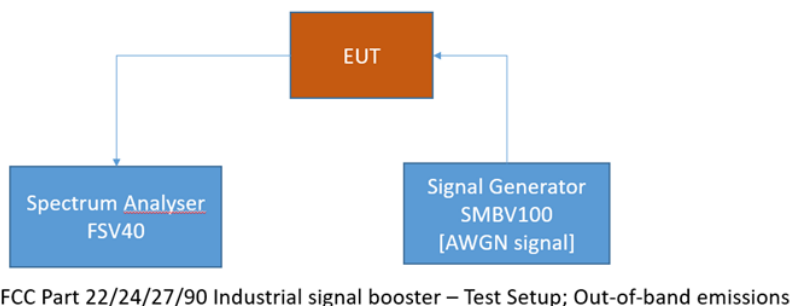 EUT
Spectrum Analyser
FSV40
Signal Generator
SMBV100
[AWGN signal]
FCC Part 22/24/27/90 Industrial signal booster – Test Setup; Out-of-band emissions